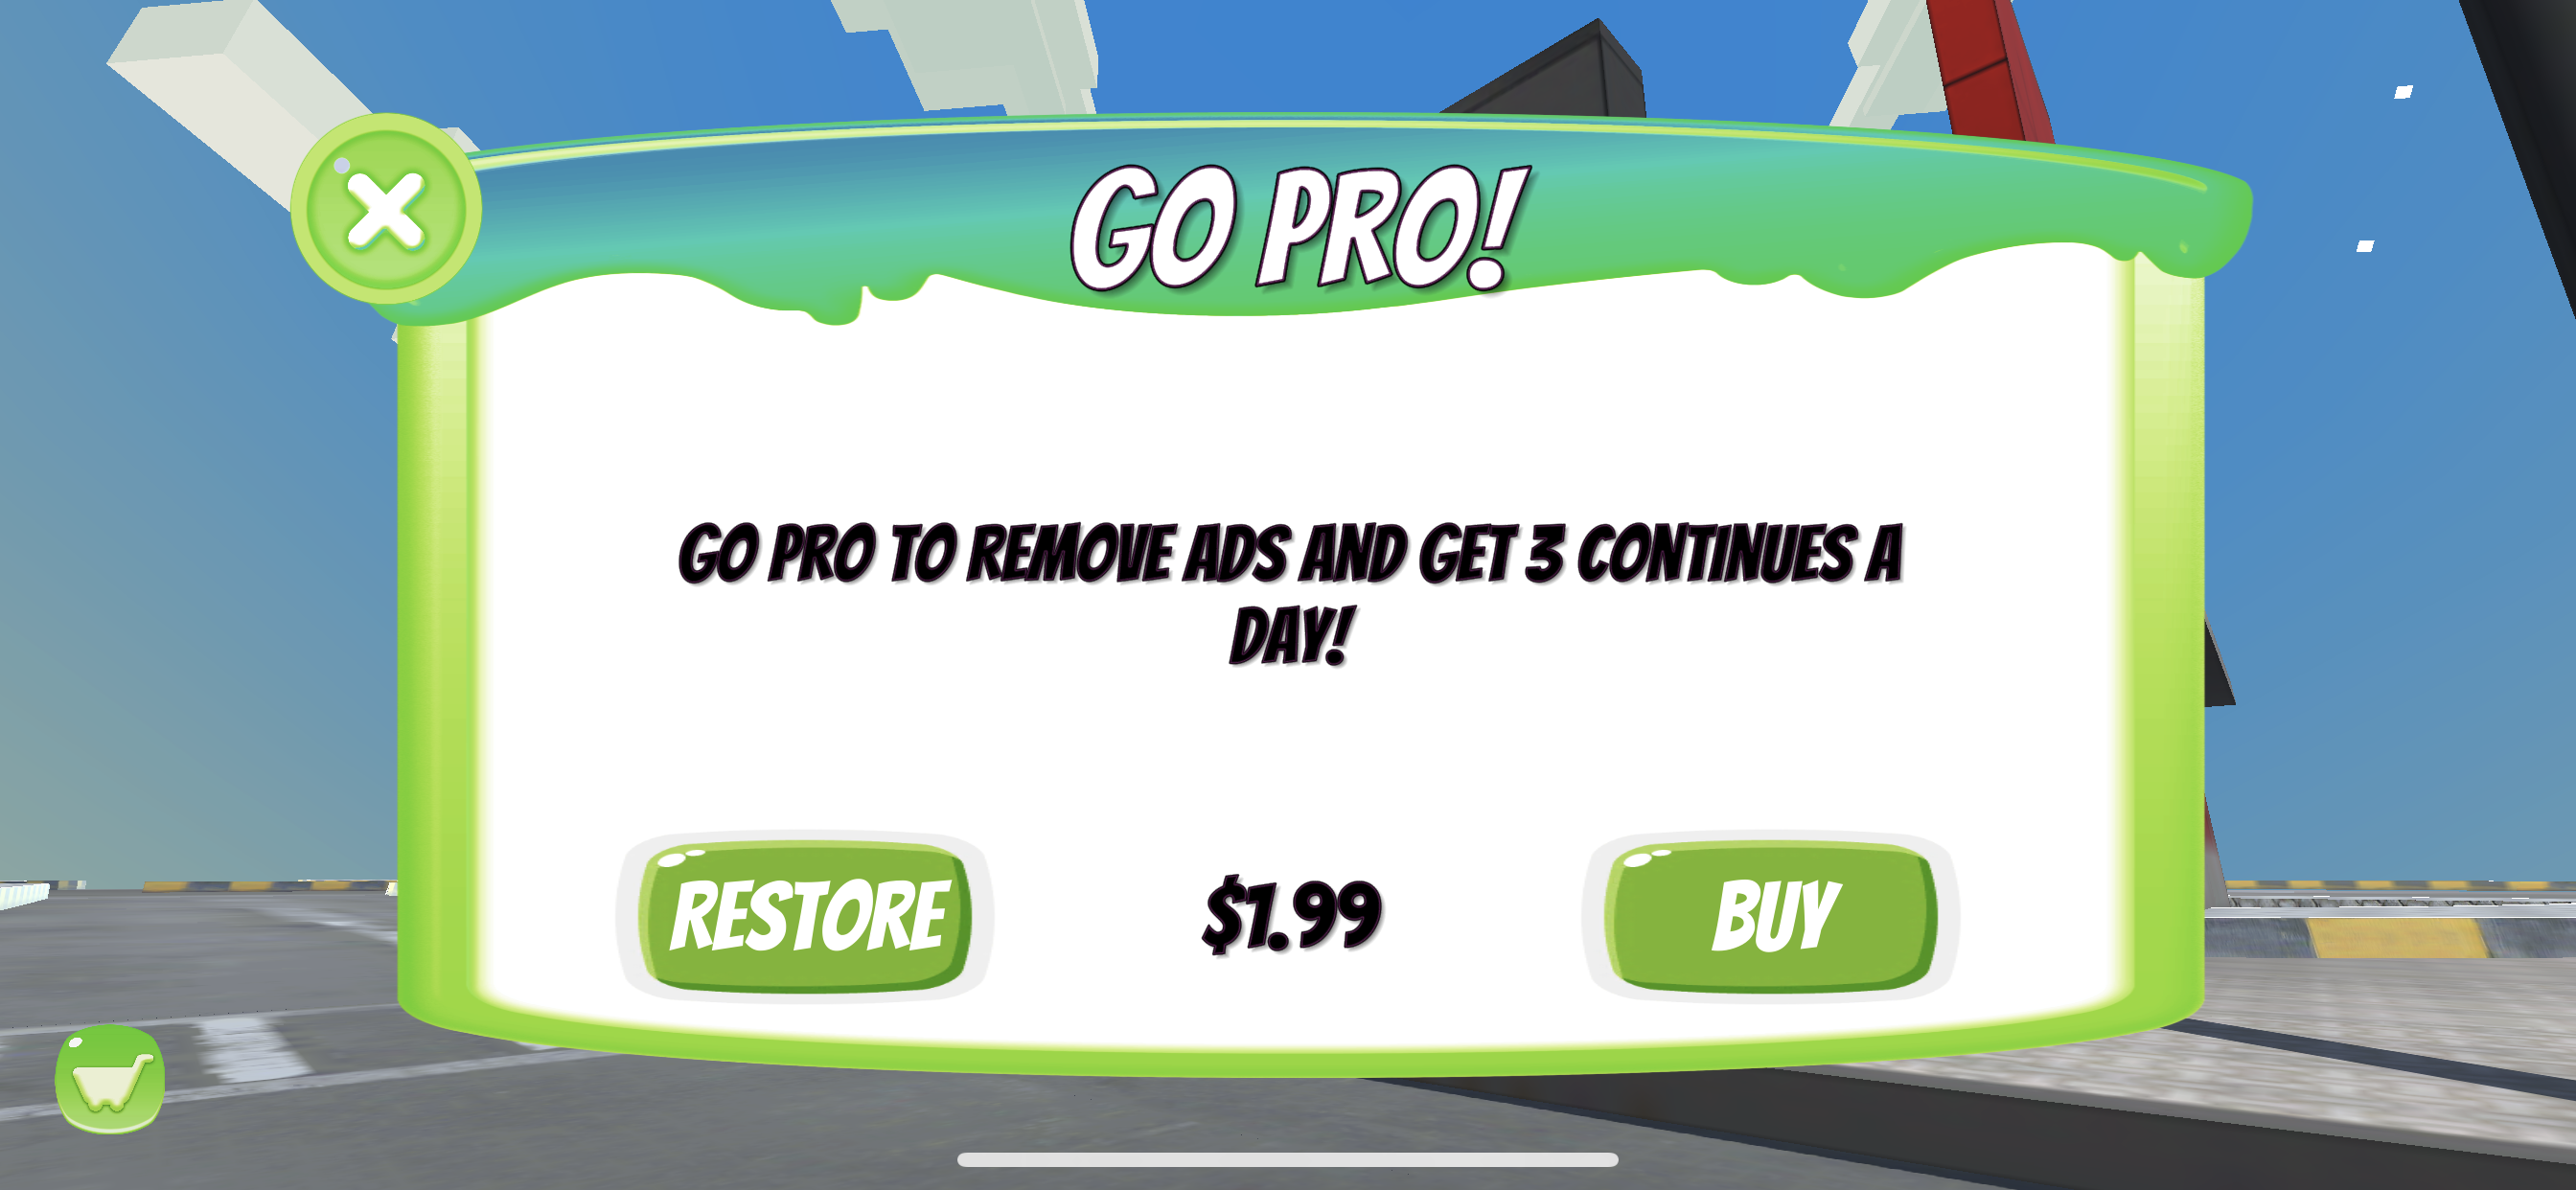 GO PRO!
GO PRO TO REMOVE ADS AND GET 3 CONTINUES A
DAY!
RESTORE
$1.99
BUY